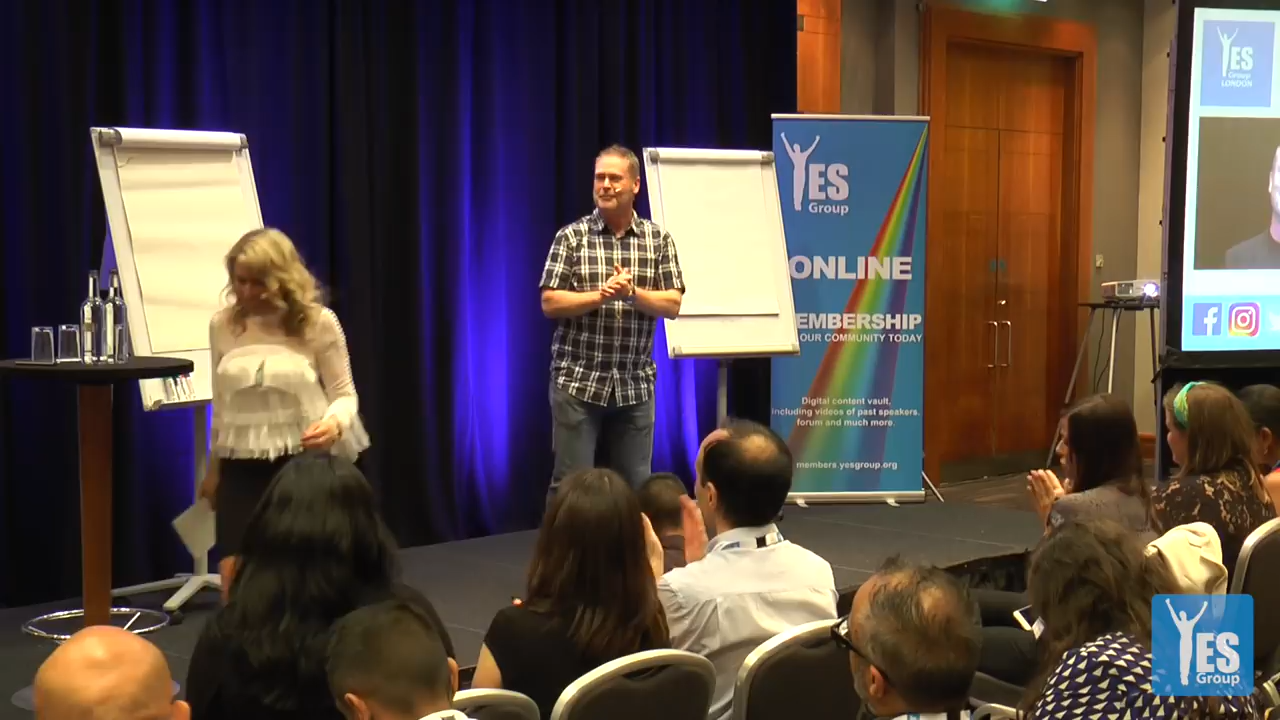 YES
Group
ONLINE
EMBERSHIP
OUR COMMUNITY TODAY
Digital content vault,
including videos of past speakers,
forum and much more.
members.yesgroup.org
YES
Group
LONDON
YES
Group